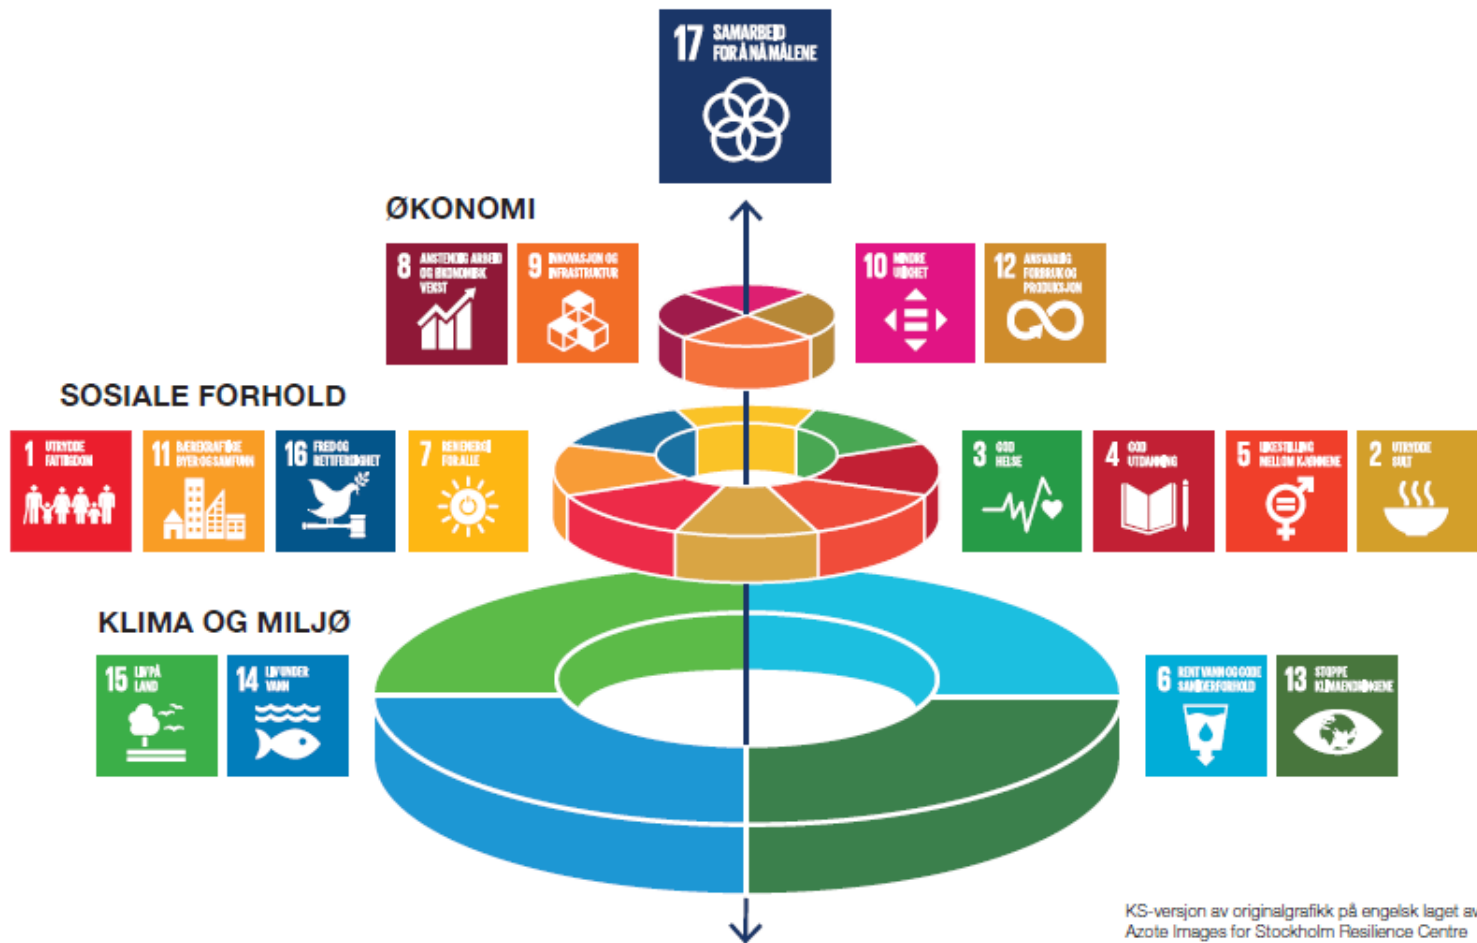 17 SAMARBEID
FOR Å NÅ MÅLENE
ØKONOMI
8 ANSTENDIG ARBEID
OG ØKONOMISK
VEKST
9 INNOVASJON OG
INFRASTRUKTUR
10 MINDRE
ULIKHET
12 ANSVARLIG
FORBRUK OG
PRODUKSJON
SOSIALE FORHOLD
1 UTRYDDE
FATTIGDOM
11 BÆREKRAFTIGE
BYER OG SAMFUNN
16 FRED OG
RETTFERDIGHET
7 REN ENERGI
FOR ALLE
3 GOD
HELSE
4 GOD
UTDANNING
5 LIKESTILLING
MELLOM KJØNNENE
2 UTRYDDE
SULT
KLIMA OG MILJØ
15 LIV PÅ
LAND
14 LIV UNDER
VANN
6 RENT VANN OG GODE
SANITÆRFORHOLD
13 STOPPE
KLIMAENDRINGENE
KS-versjon av originalgrafikk på engelsk laget av
Azote Images for Stockholm Resilience Centre